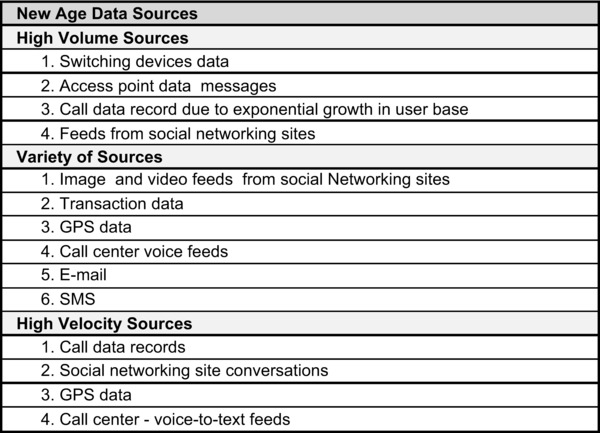 New Age Data Sources
High Volume Sources
1. Switching devices data
2. Access point data  messages
3. Call data record due to exponential growth in user base
4. Feeds from social networking sites
Variety of Sources
1. Image  and video feeds  from social Networking sites
2. Transaction data
3. GPS data
4. Call center voice feeds
5. E-mail
6. SMS
High Velocity Sources
1. Call data records
2. Social networking site conversations
3. GPS data
4. Call center - voice-to-text feeds